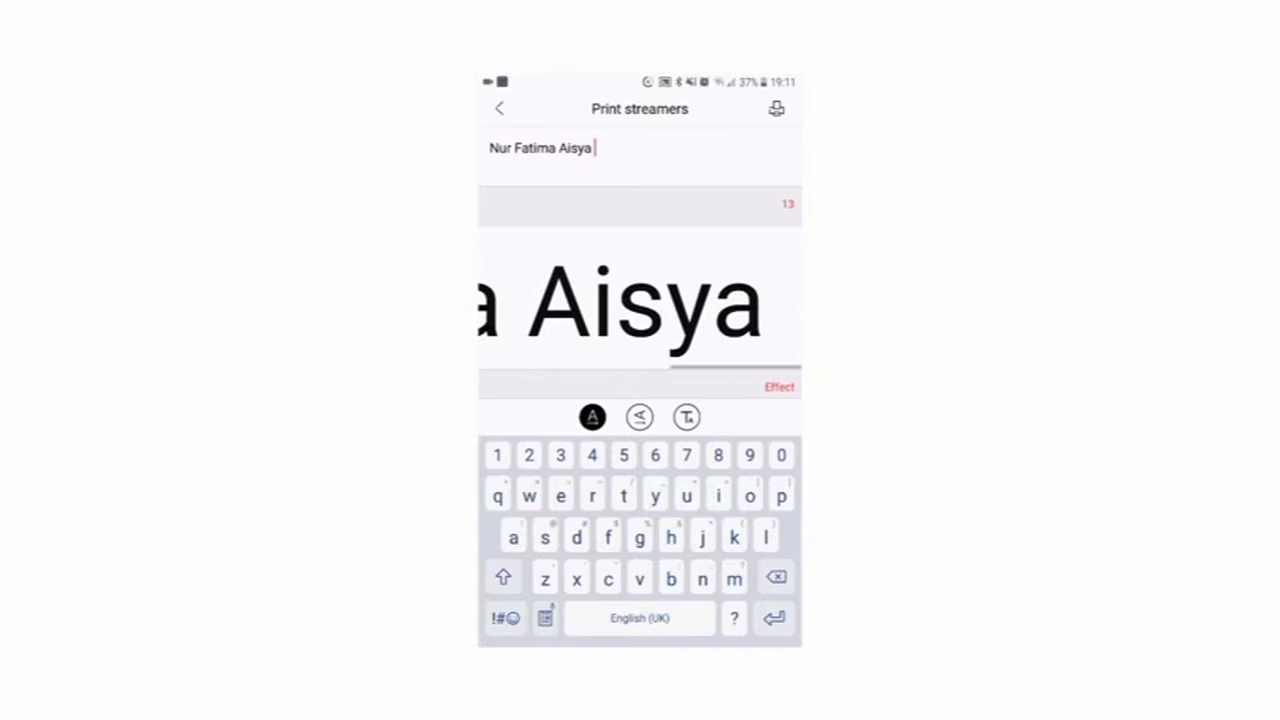 37% 19:11
Print streamers
Nur Fatima Aisya
13
a Aisya
Effect
A A TA
1 2 3 4 5 6 7 8 9 0
q w e r t y u i o p
a s d f g h j k l
z x c v b n m
!#☺ English (UK) ?